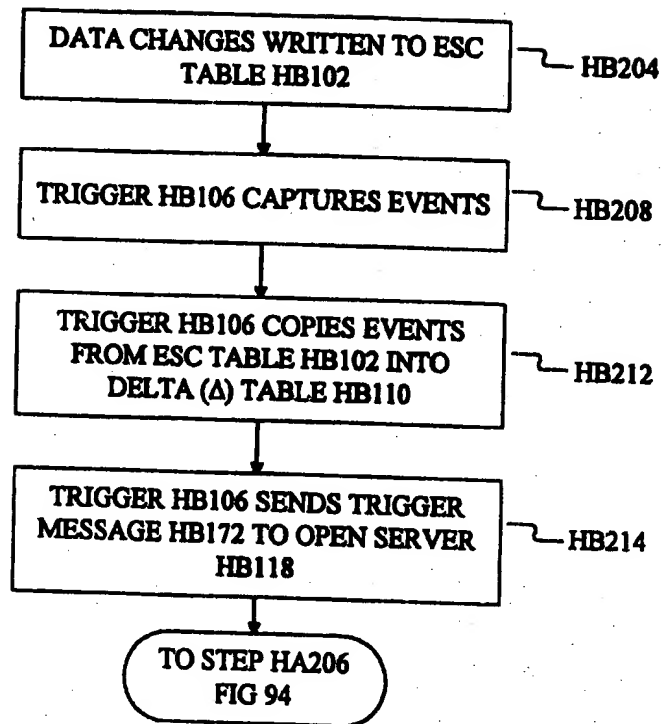 DATA CHANGES WRITTEN TO ESC
TABLE HB102
HB204
TRIGGER HB106 CAPTURES EVENTS
HB208
TRIGGER HB106 COPIES EVENTS
FROM ESC TABLE HB102 INTO
DELTA (Δ) TABLE HB110
HB212
TRIGGER HB106 SENDS TRIGGER
MESSAGE HB172 TO OPEN SERVER
HB118
HB214
TO STEP HA206
FIG 94